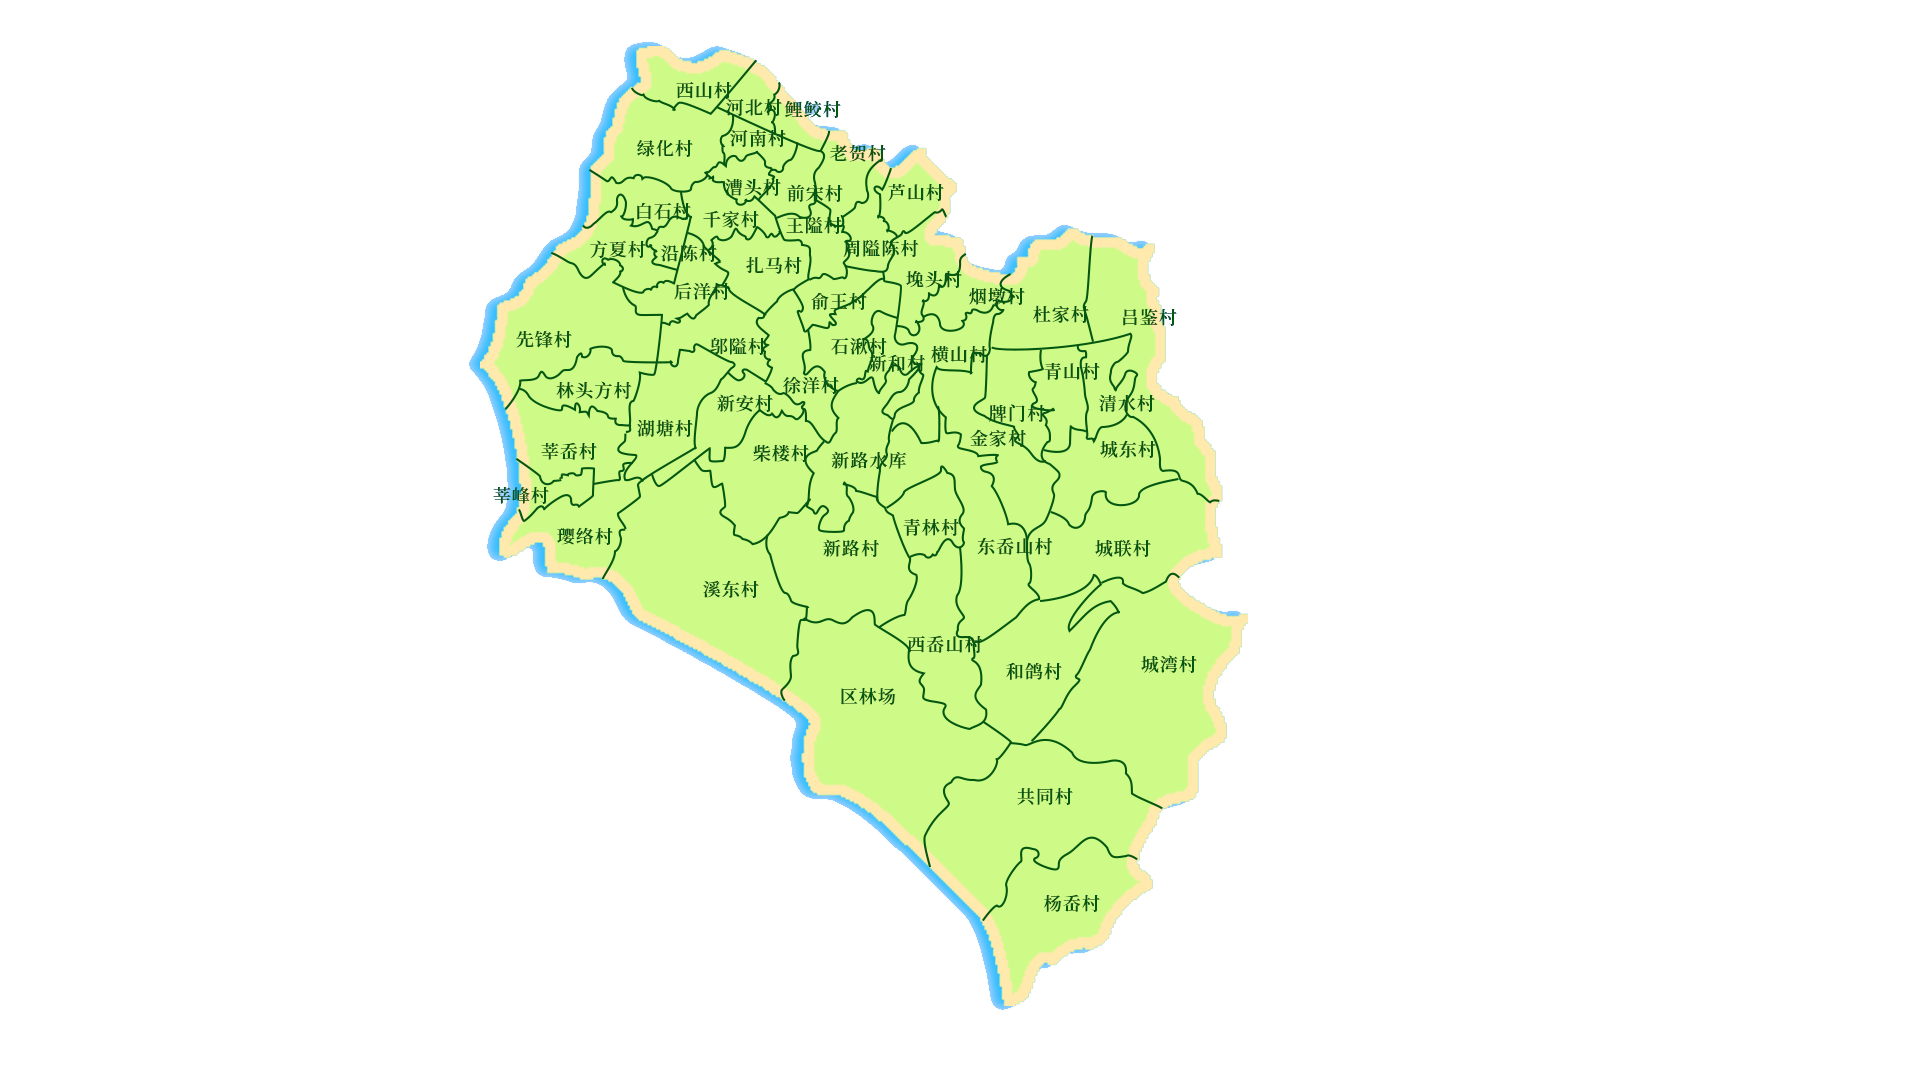 西山村
河北村
鲤鲛村
河南村
绿化村
老贺村
漕头村
前宋村
芦山村
白石村
千家村
王隘村
方夏村
沿陈村
周隘陈村
扎马村
塊头村
后洋村
俞王村
烟墩村
杜家村
吕鉴村
先锋村
邬隘村
石湫村
横山村
新和村
青山村
林头方村
徐洋村
新安村
牌门村
清水村
湖塘村
金家村
莘岙村
柴楼村
新路水库
城东村
莘峰村
璎络村
青林村
新路村
东岙山村
城联村
溪东村
西岙山村
和鸽村
城湾村
区林场
共同村
杨岙村